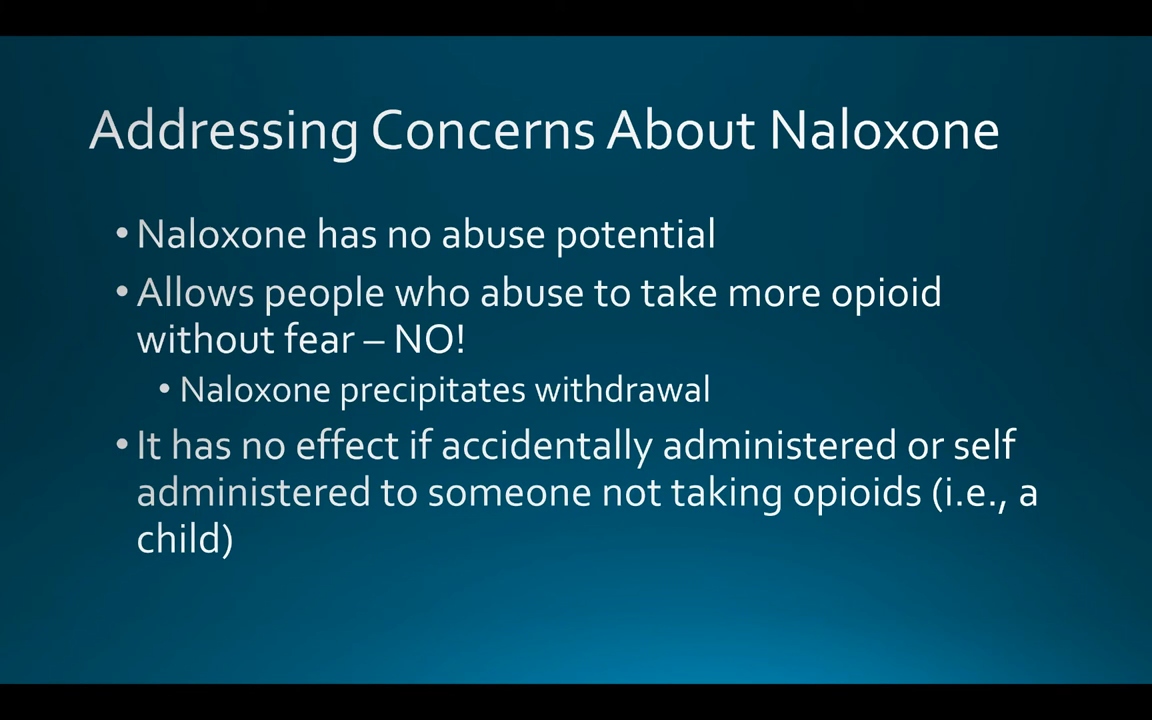 Addressing Concerns About Naloxone
• Naloxone has no abuse potential
• Allows people who abuse to take more opioid
without fear – NO!
• Naloxone precipitates withdrawal
• It has no effect if accidentally administered or self
administered to someone not taking opioids (i.e., a
child)